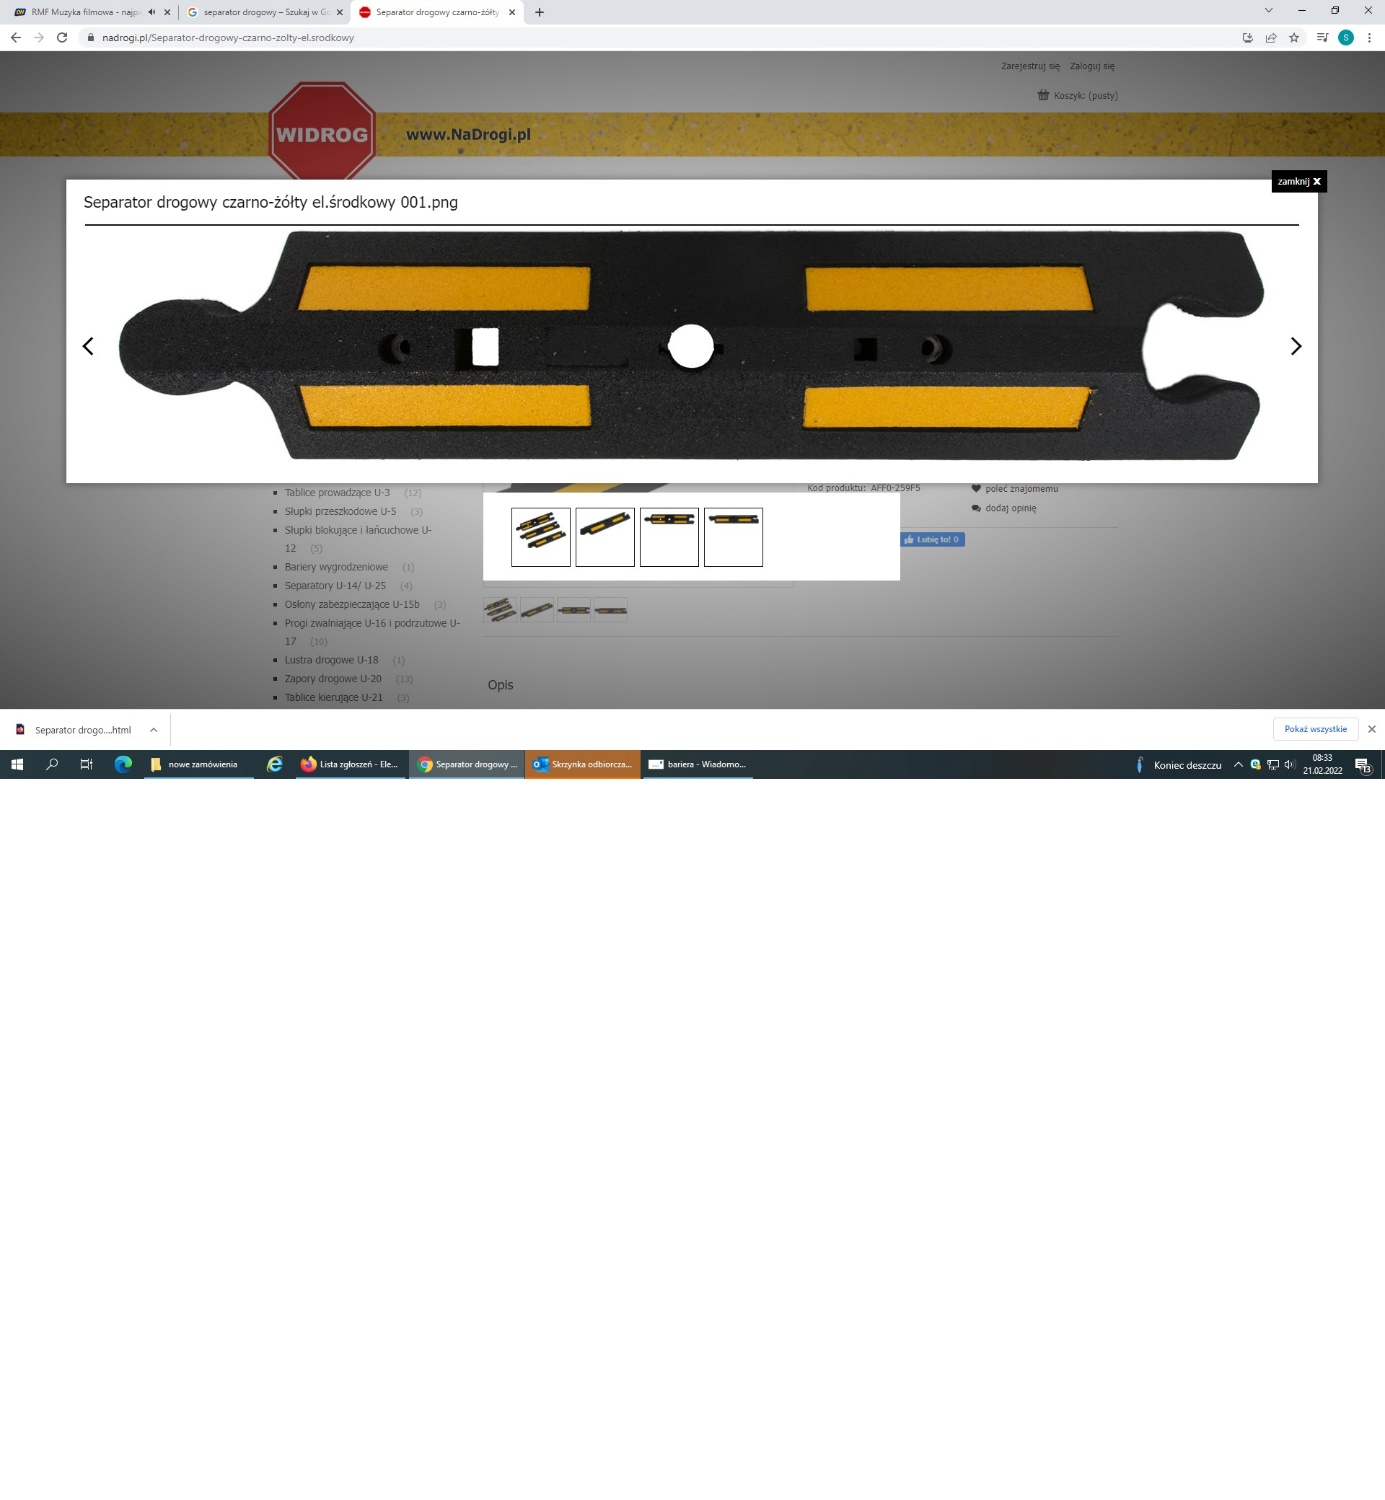 RMF Muzyka filmowa - najp
separator drogowy – Szukaj w Go
Separator drogowy czarno-żółty
nadrogi.pl/Separator-drogowy-czarno-zolty-el.srodkowy
S
Zarejestruj się Zaloguj się
Koszyk: (pusty)
WIDROG
www.NaDrogi.pl
zamknij X
Separator drogowy czarno-żółty el.środkowy 001.png
Tablice prowadzące U-3 (12)
Słupki przeszkodowe U-5 (3)
Słupki blokujące i łańcuchowe U-
12 (5)
Bariery wygrodzeniowe (1)
Separatory U-14/ U-25 (4)
Osłony zabezpieczające U-15b (3)
Progi zwalniające U-16 i podrzutowe U-
17 (10)
Lustra drogowe U-18 (1)
Zapory drogowe U-20 (13)
Tablice kierujące U-21 (3)
Kod produktu: AFF0-259F5
poleć znajomemu
dodaj opinię
Lubię to! 0
Opis
Separator drogo....html
Pokaż wszystkie
nowe zamówienia
Lista zgłoszeń - Ele...
Separator drogowy ...
Skrzynka odbiorcza...
bariera - Wiadomo...
Koniec deszczu
08:33
21.02.2022
13